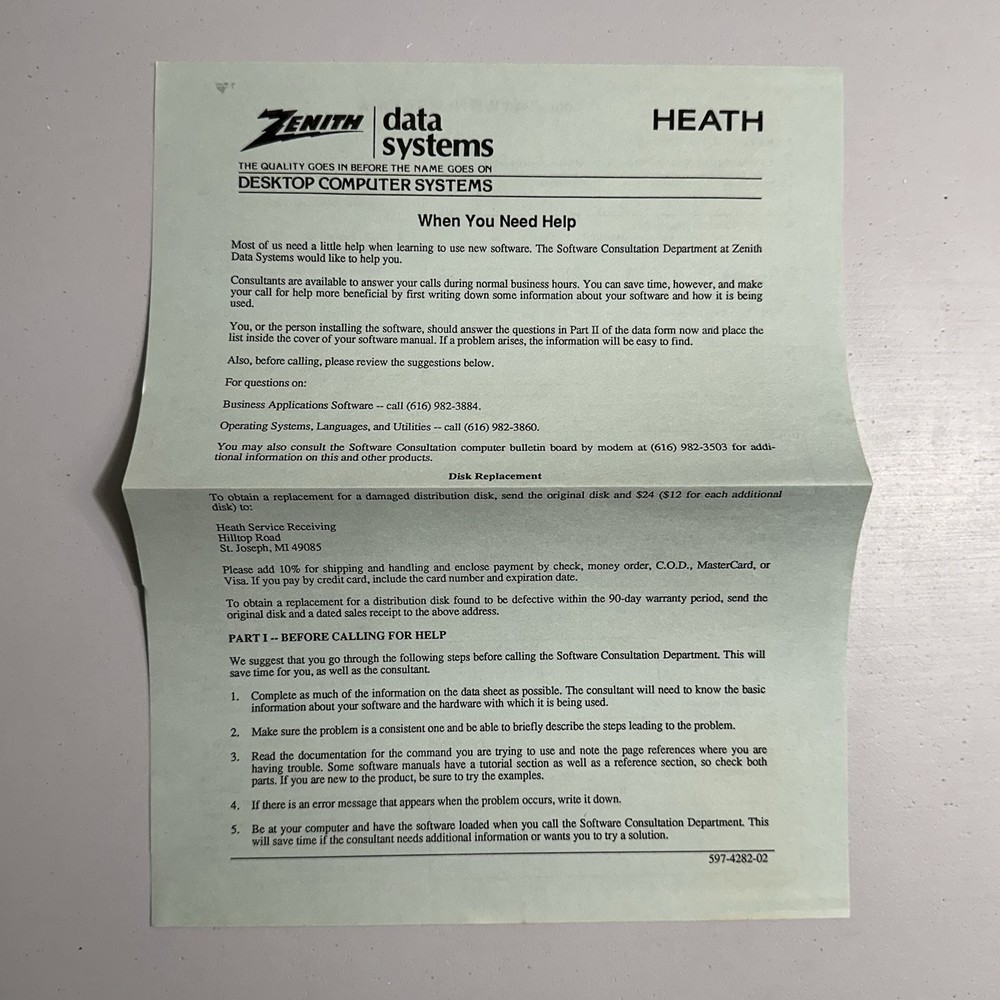 ZENITH data systems HEATH
THE QUALITY GOES IN BEFORE THE NAME GOES ON
DESKTOP COMPUTER SYSTEMS
When You Need Help
Most of us need a little help when learning to use new software. The Software Consultation Department at Zenith
Data Systems would like to help you.
Consultants are available to answer your calls during normal business hours. You can save time, however, and make
your call for help more beneficial by first writing down some information about your software and how it is being
used.
You, or the person installing the software, should answer the questions in Part II of the data form now and place the
list inside the cover of your software manual. If a problem arises, the information will be easy to find.
Also, before calling, please review the suggestions below.
For questions on:
Business Applications Software -- call (616) 982-3884.
Operating Systems, Languages, and Utilities -- call (616) 982-3860.
You may also consult the Software Consultation computer bulletin board by modem at (616) 982-3503 for addi-
tional information on this and other products.
Disk Replacement
To obtain a replacement for a damaged distribution disk, send the original disk and $24 ($12 for each additional
disk) to:
Heath Service Receiving
Hilltop Road
St. Joseph, MI 49085
Please add 10% for shipping and handling and enclose payment by check, money order, C.O.D., MasterCard, or
Visa. If you pay by credit card, include the card number and expiration date.
To obtain a replacement for a distribution disk found to be defective within the 90-day warranty period, send the
original disk and a dated sales receipt to the above address.
PART I -- BEFORE CALLING FOR HELP
We suggest that you go through the following steps before calling the Software Consultation Department. This will
save time for you, as well as the consultant.
1. Complete as much of the information on the data sheet as possible. The consultant will need to know the basic
information about your software and the hardware with which it is being used.
2. Make sure the problem is a consistent one and be able to briefly describe the steps leading to the problem.
3. Read the documentation for the command you are trying to use and note the page references where you are
having trouble. Some software manuals have a tutorial section as well as a reference section, so check both
parts. If you are new to the product, be sure to try the examples.
4. If there is an error message that appears when the problem occurs, write it down.
5. Be at your computer and have the software loaded when you call the Software Consultation Department. This
will save time if the consultant needs additional information or wants you to try a solution.
597-4282-02